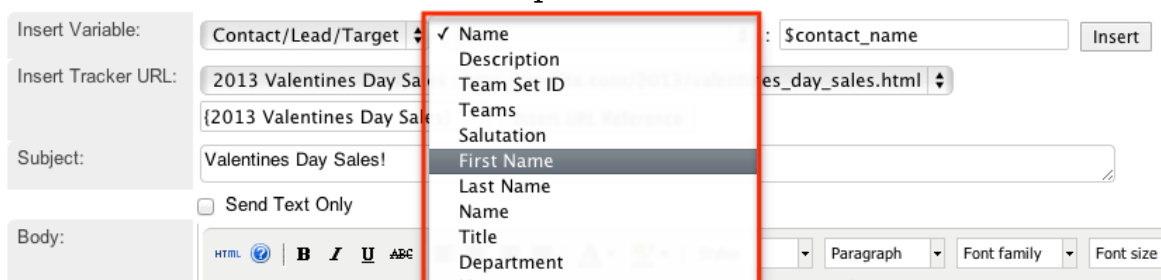 Insert Variable: Contact/Lead/Target ✓ Name : $contact_name Insert
Description
Insert Tracker URL: 2013 Valentines Day Sa es_day_sales.html
Team Set ID
Teams
{2013 Valentines Day Sale
Salutation
Subject: Valentines Day Sales!
First Name
Last Name
Send Text Only
Name
Title
Body:
HTML B I U ABC Paragraph Font family Font size
Department